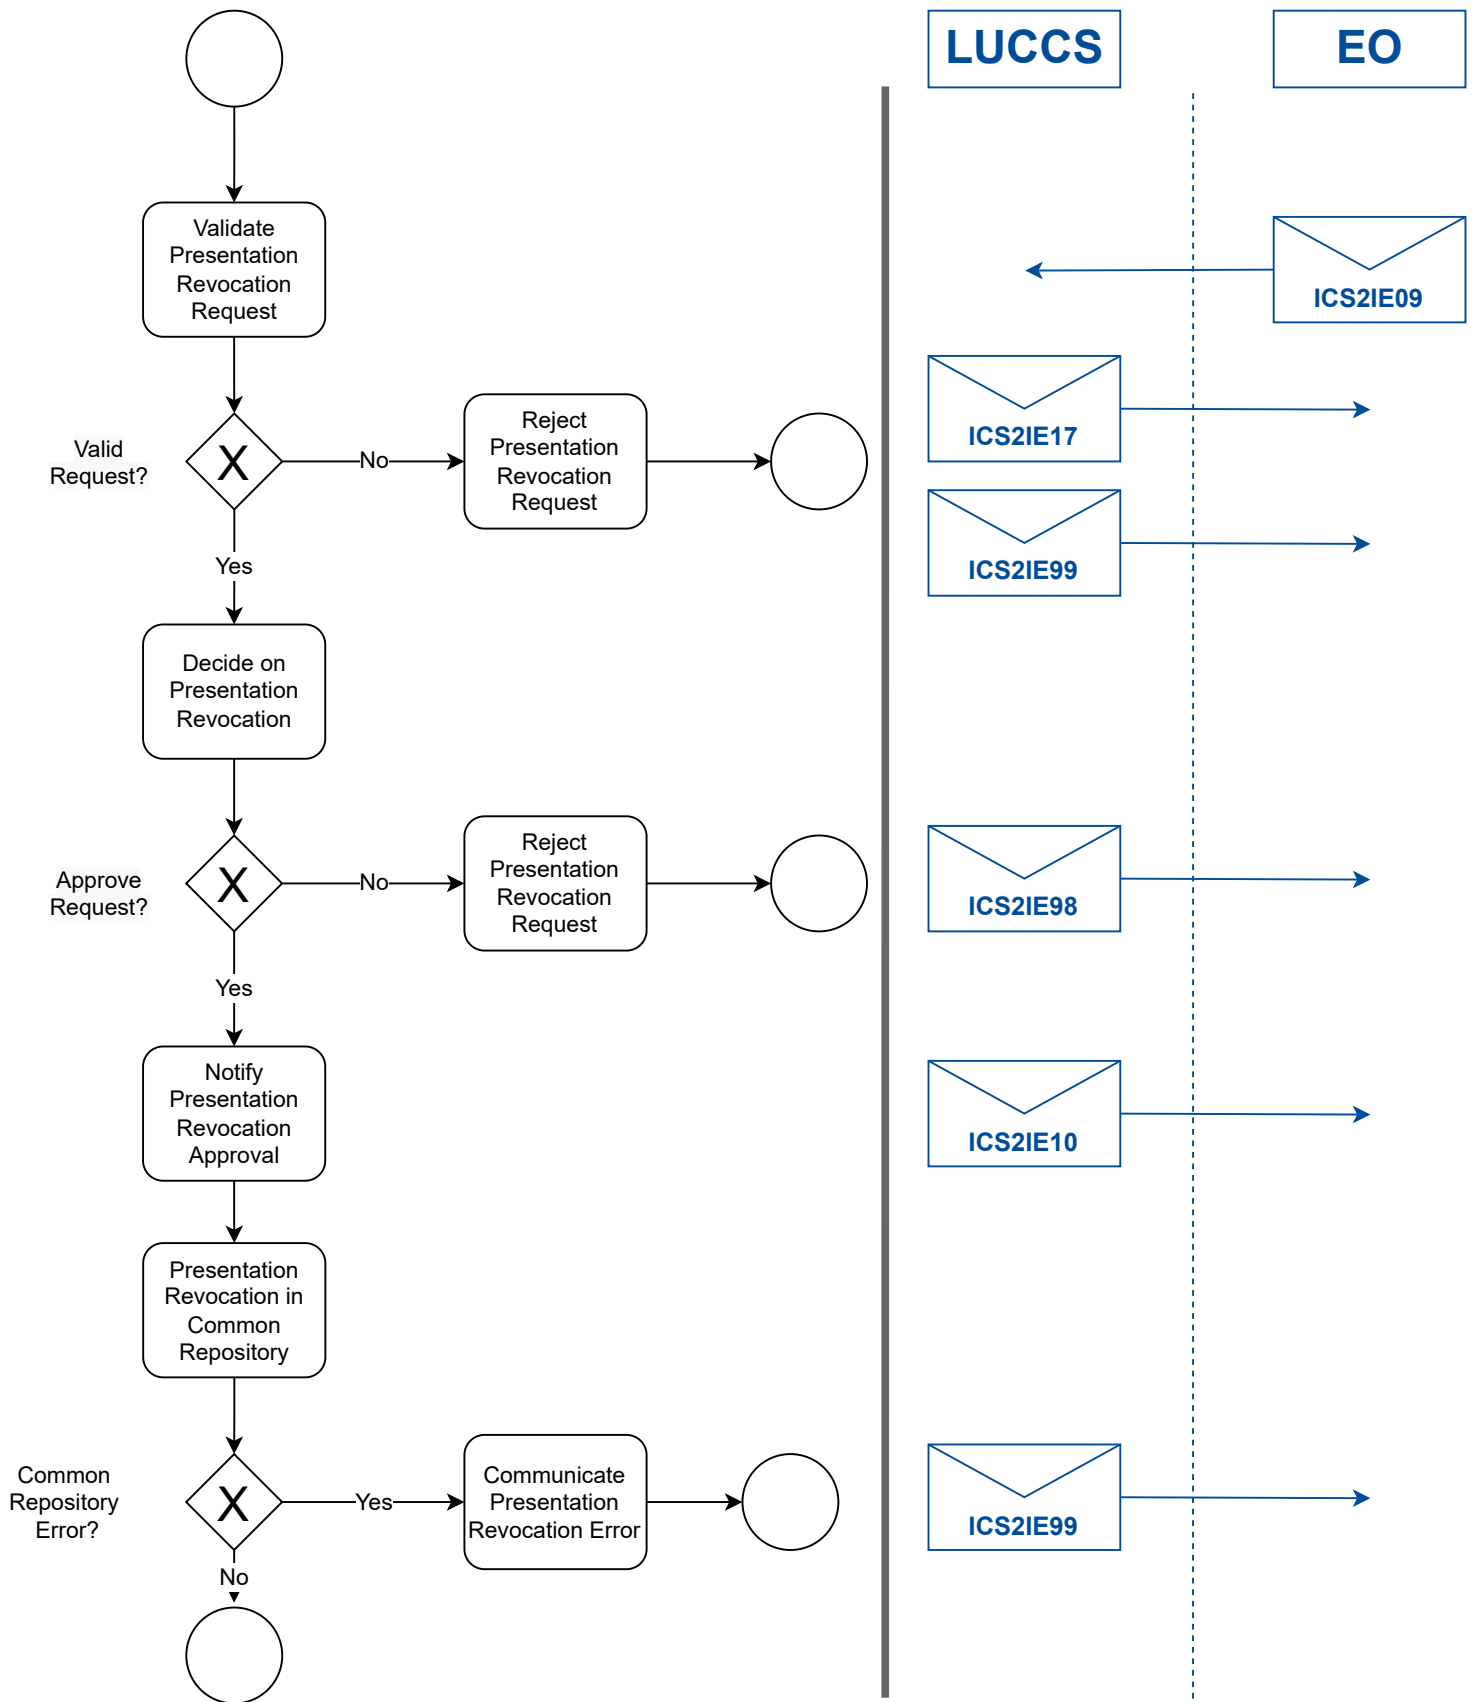 LUCCS
EO
Validate
Presentation
Revocation
Request
ICS2IE09
ICS2IE17
Valid
Request?
X
No
Reject
Presentation
Revocation
Request
ICS2IE99
Yes
Decide on
Presentation
Revocation
Approve
Request?
X
No
Reject
Presentation
Revocation
Request
ICS2IE98
Yes
Notify
Presentation
Revocation
Approval
ICS2IE10
Presentation
Revocation in
Common
Repository
Common
Repository
Error?
X
Yes
Communicate
Presentation
Revocation Error
ICS2IE99
No